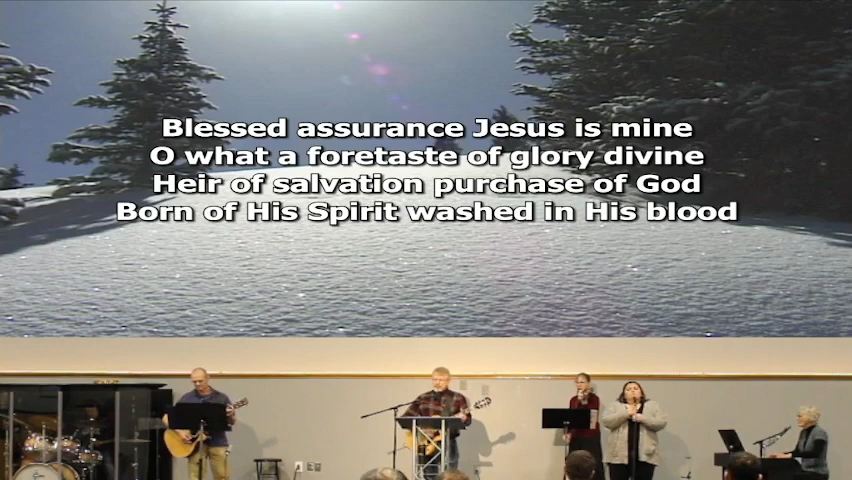 Blessed assurance Jesus is mine
O what a foretaste of glory divine
Heir of salvation purchase of God
Born of His Spirit washed in His blood